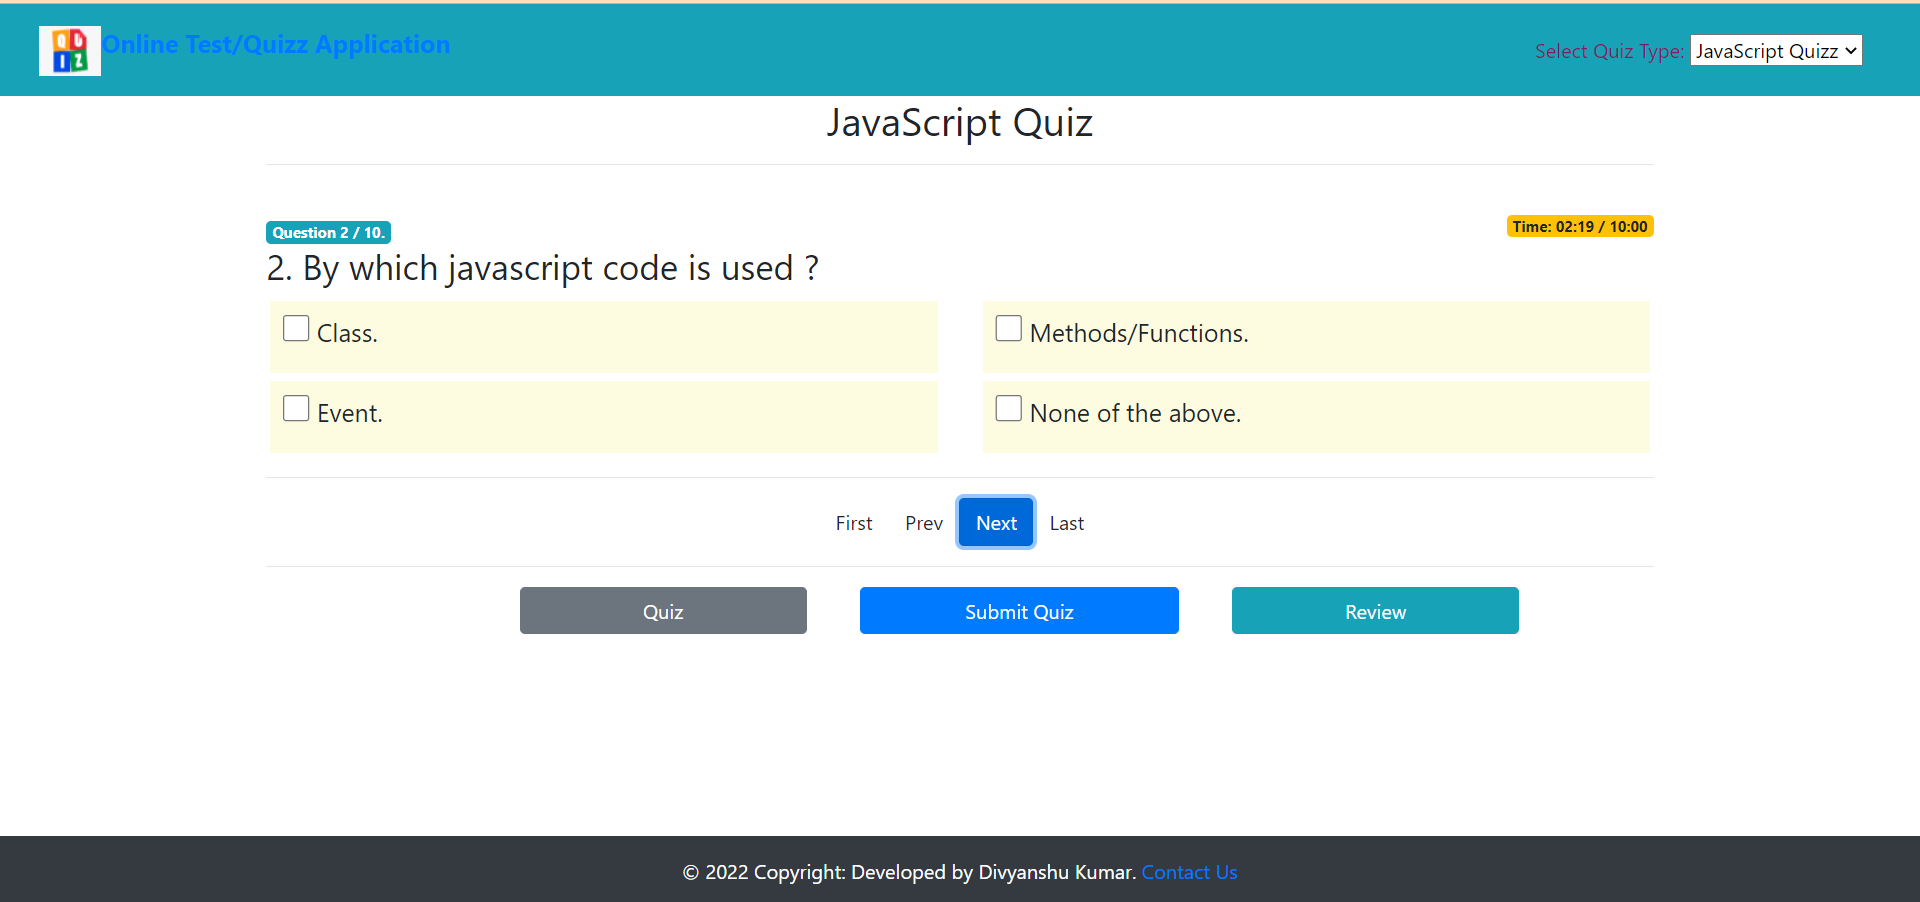 QUIZ
Online Test/Quizz Application
Select Quiz Type: JavaScript Quizz
JavaScript Quiz
Question 2 / 10.
Time: 02:19 / 10:00
2. By which javascript code is used ?
Class.
Methods/Functions.
Event.
None of the above.
First Prev Next Last
Quiz Submit Quiz Review
© 2022 Copyright: Developed by Divyanshu Kumar. Contact Us